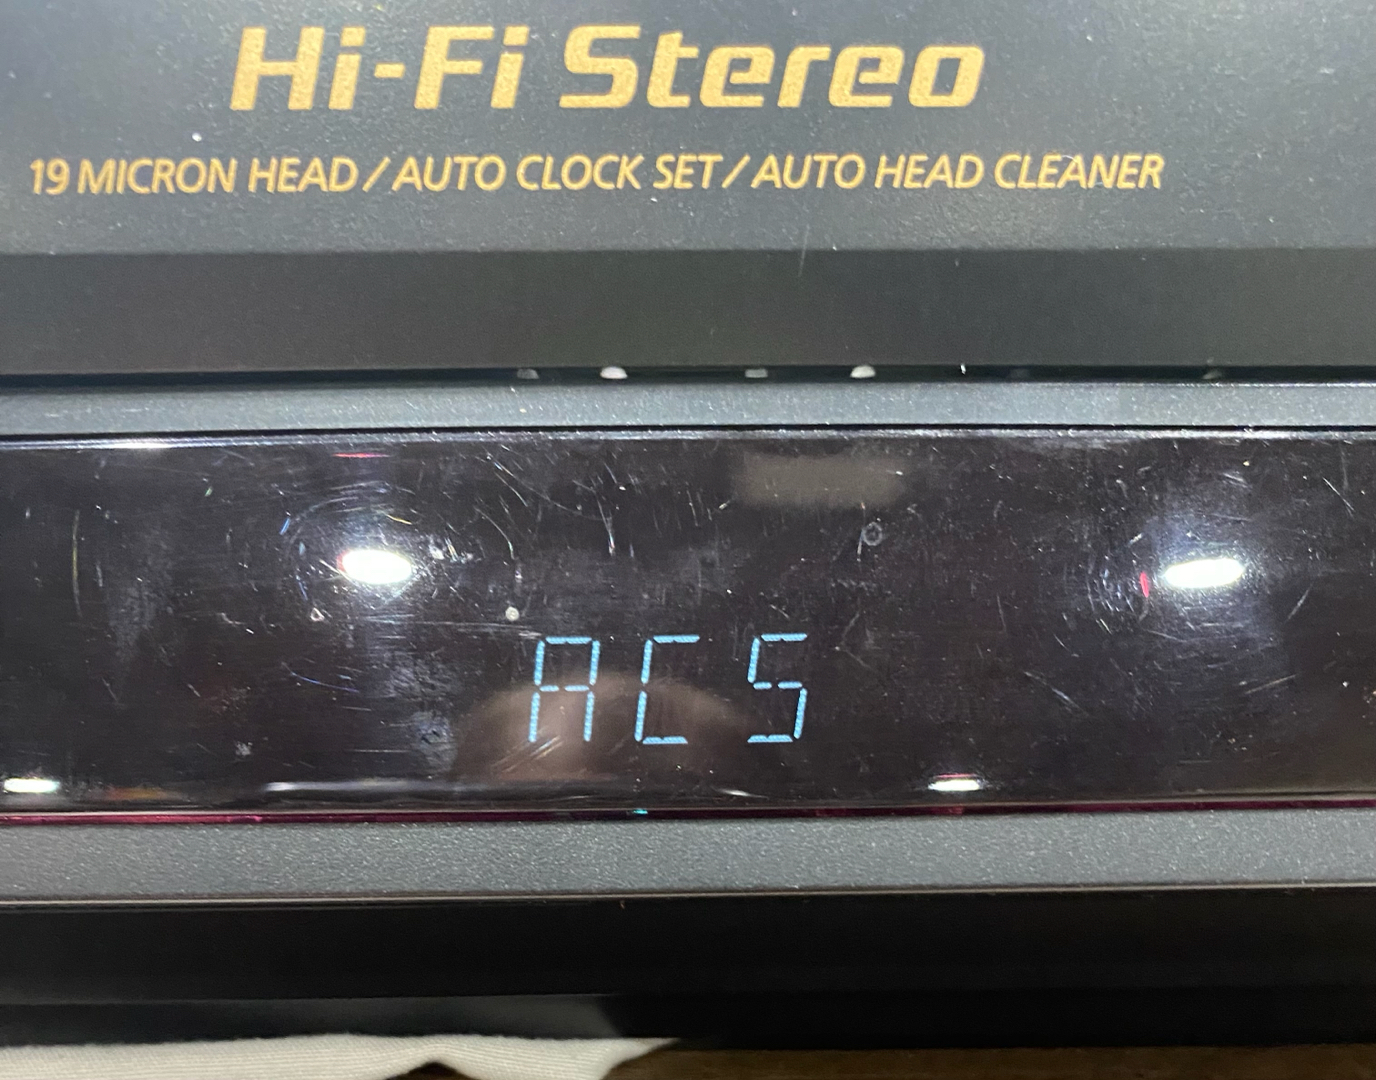 Hi-Fi Stereo
19 MICRON HEAD / AUTO CLOCK SET / AUTO HEAD CLEANER
ACS